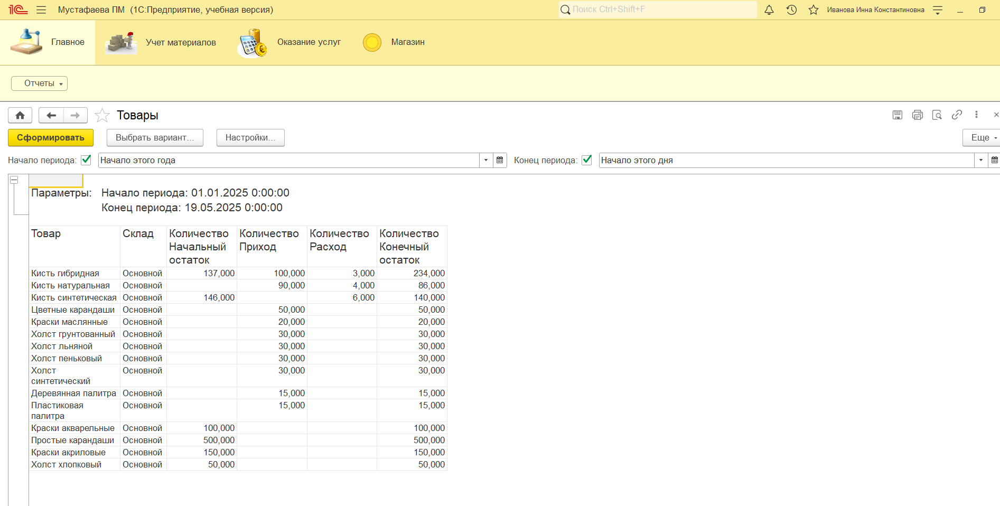 1С Мустафаева ПМ (1С:Предприятие, учебная версия) Поиск Ctrl+Shift+F Иванова Инна Константиновна
Главное Учет материалов Оказание услуг Магазин
Отчеты
Товары
Сформировать Выбрать вариант... Настройки... Еще
Начало периода: Начало этого года Конец периода: Начало этого дня
Параметры: Начало периода: 01.01.2025 0:00:00
Конец периода: 19.05.2025 0:00:00
Товар Склад Количество Количество Количество Количество
Начальный Приход Расход Конечный
остаток остаток
Кисть гибридная Основной 137,000 100,000 3,000 234,000
Кисть натуральная Основной 90,000 4,000 86,000
Кисть синтетическая Основной 146,000 6,000 140,000
Цветные карандаши Основной 50,000 50,000
Краски маслянные Основной 20,000 20,000
Холст грунтованный Основной 30,000 30,000
Холст льняной Основной 30,000 30,000
Холст пеньковый Основной 30,000 30,000
Холст Основной 30,000 30,000
синтетический
Деревянная палитра Основной 15,000 15,000
Пластиковая Основной 15,000 15,000
палитра
Краски акварельные Основной 100,000 100,000
Простые карандаши Основной 500,000 500,000
Краски акриловые Основной 150,000 150,000
Холст хлопковый Основной 50,000 50,000